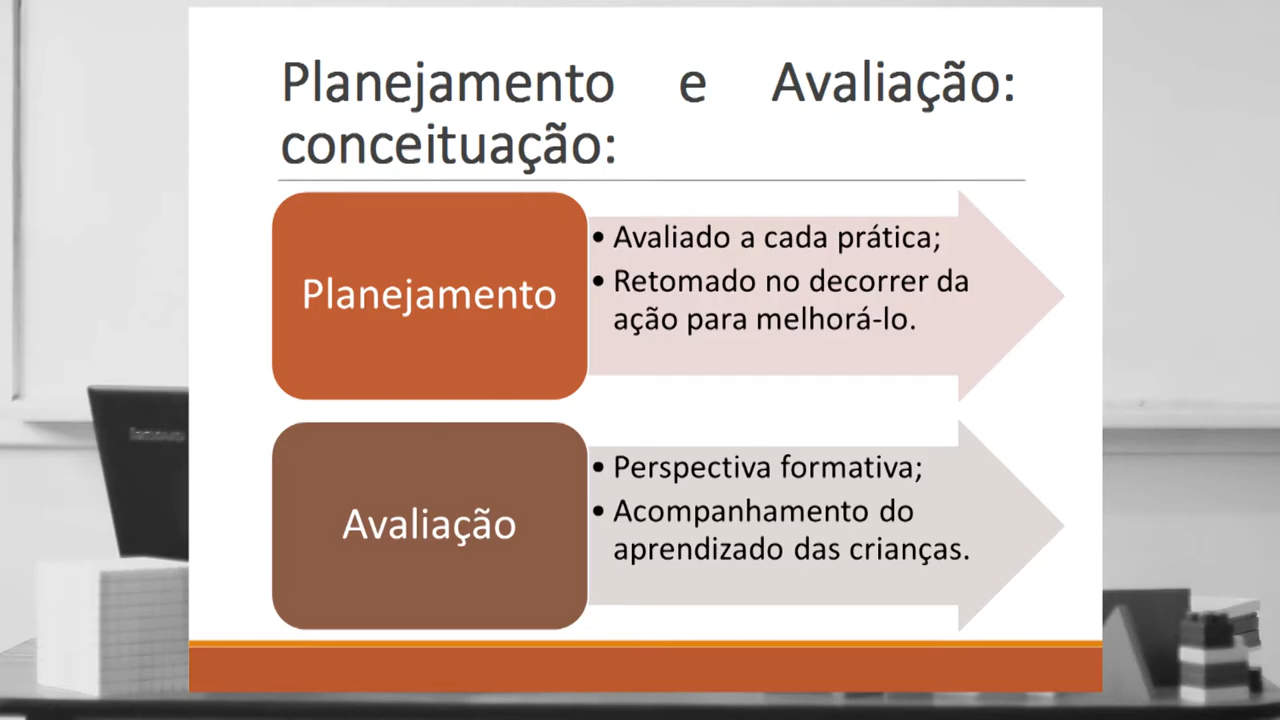 Planejamento e Avaliação:
conceituação:
Planejamento
• Avaliado a cada prática;
• Retomado no decorrer da
ação para melhorá-lo.
Avaliação
• Perspectiva formativa;
• Acompanhamento do
aprendizado das crianças.
lenovo